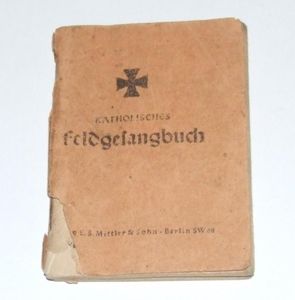 KATHOLISCHES
Feldgesangbuch
E. S. Mittler & Sohn - Berlin SW 68